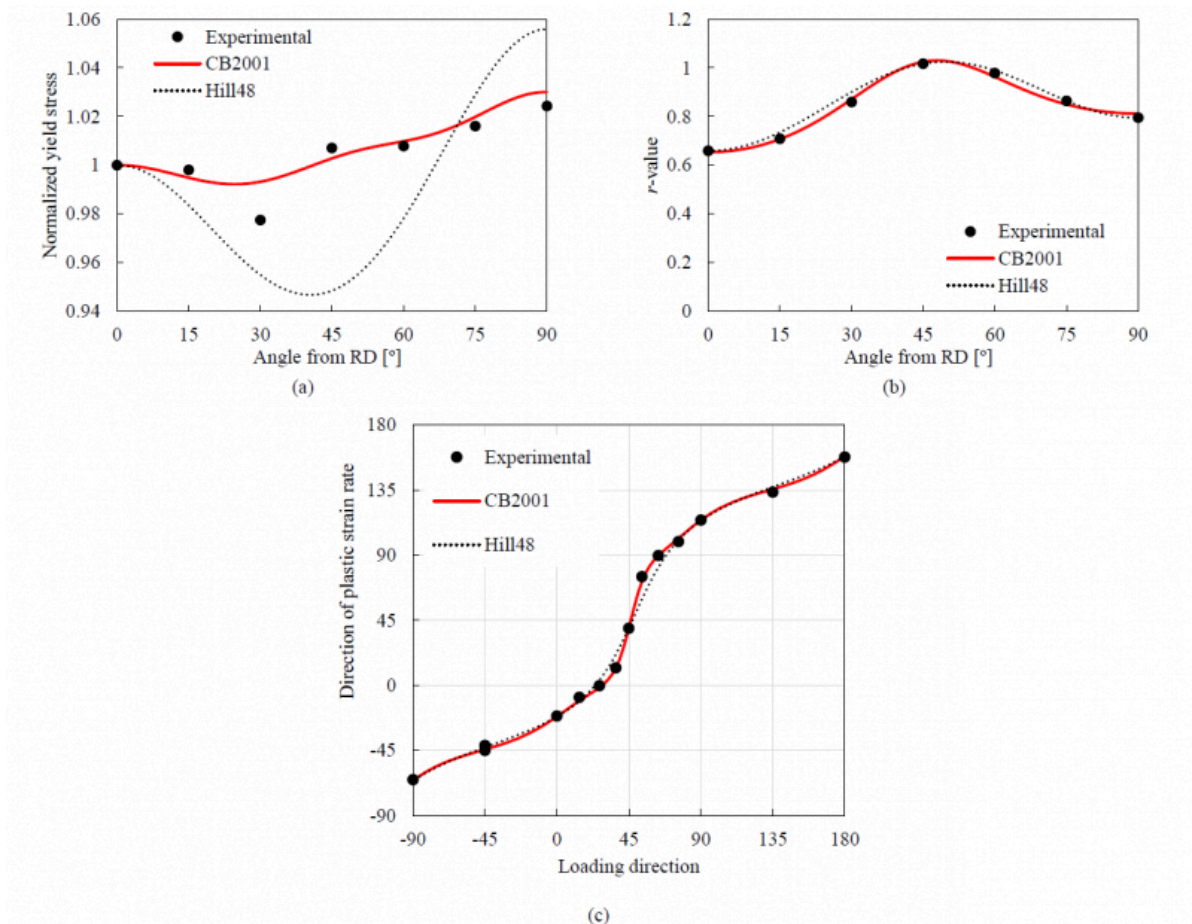 1.06
1.04
1.02
1
0.98
0.96
0.94
Normalized yield stress
Experimental
CB2001
Hill48
0 15 30 45 60 75 90
Angle from RD [°]
(a)
1.2
1
0.8
0.6
0.4
0.2
0
r-value
Experimental
CB2001
Hill48
0 15 30 45 60 75 90
Angle from RD [°]
(b)
180
135
90
45
0
-45
-90
Direction of plastic strain rate
Experimental
CB2001
Hill48
-90 -45 0 45 90 135 180
Loading direction
(c)